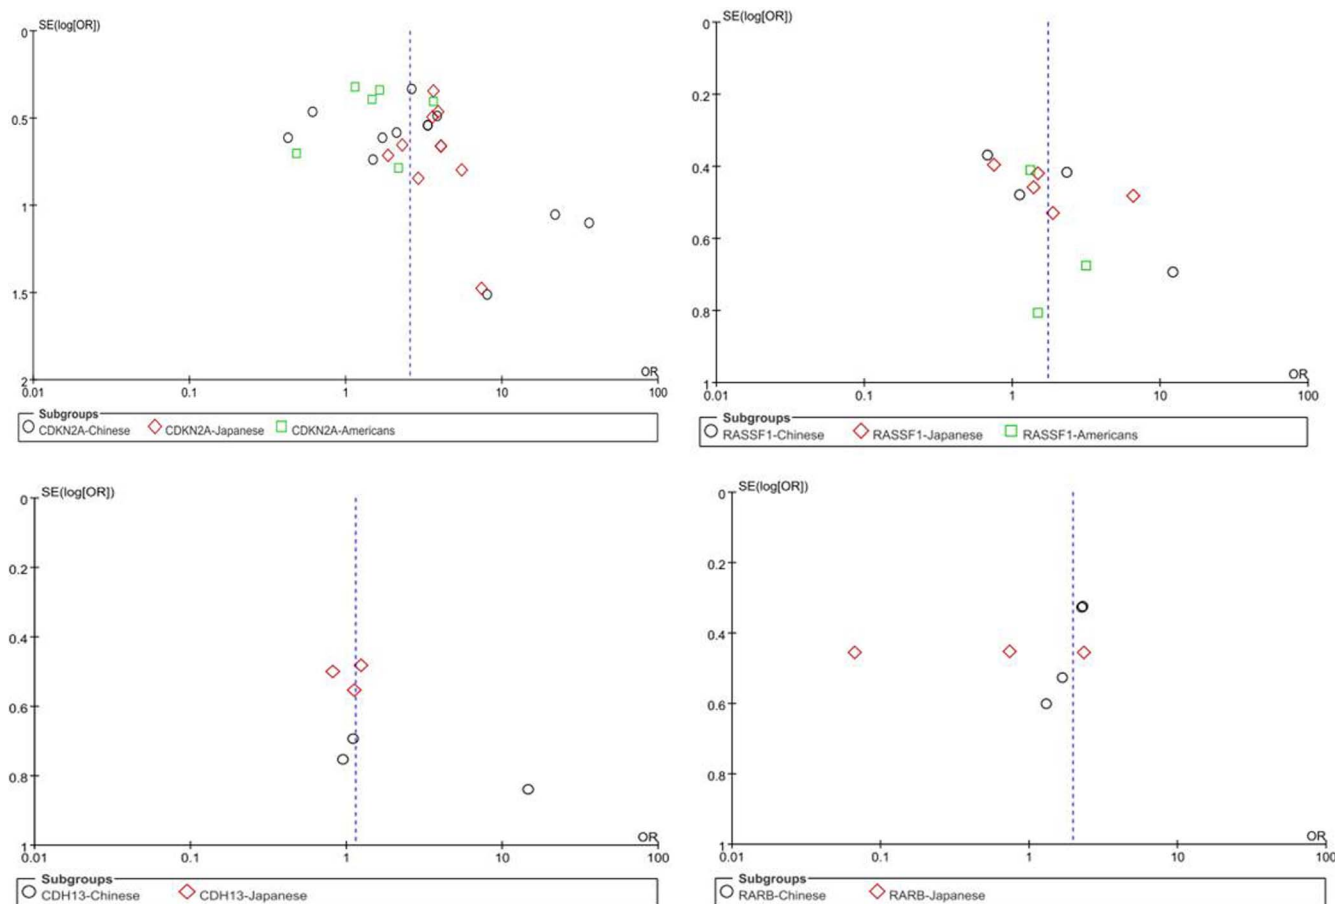 SE(log[OR])
0
0.5
1
1.5
2
0.01 0.1 1 10 100
OR
Subgroups
CDKN2A-Chinese CDKN2A-Japanese CDKN2A-Americans
SE(log[OR])
0
0.2
0.4
0.6
0.8
1
0.01 0.1 1 10 100
OR
Subgroups
RASSF1-Chinese RASSF1-Japanese RASSF1-Americans
SE(log[OR])
0
0.2
0.4
0.6
0.8
1
0.01 0.1 1 10 100
OR
Subgroups
CDH13-Chinese CDH13-Japanese
SE(log[OR])
0
0.2
0.4
0.6
0.8
1
0.01 0.1 1 10 100
OR
Subgroups
RARB-Chinese RARB-Japanese